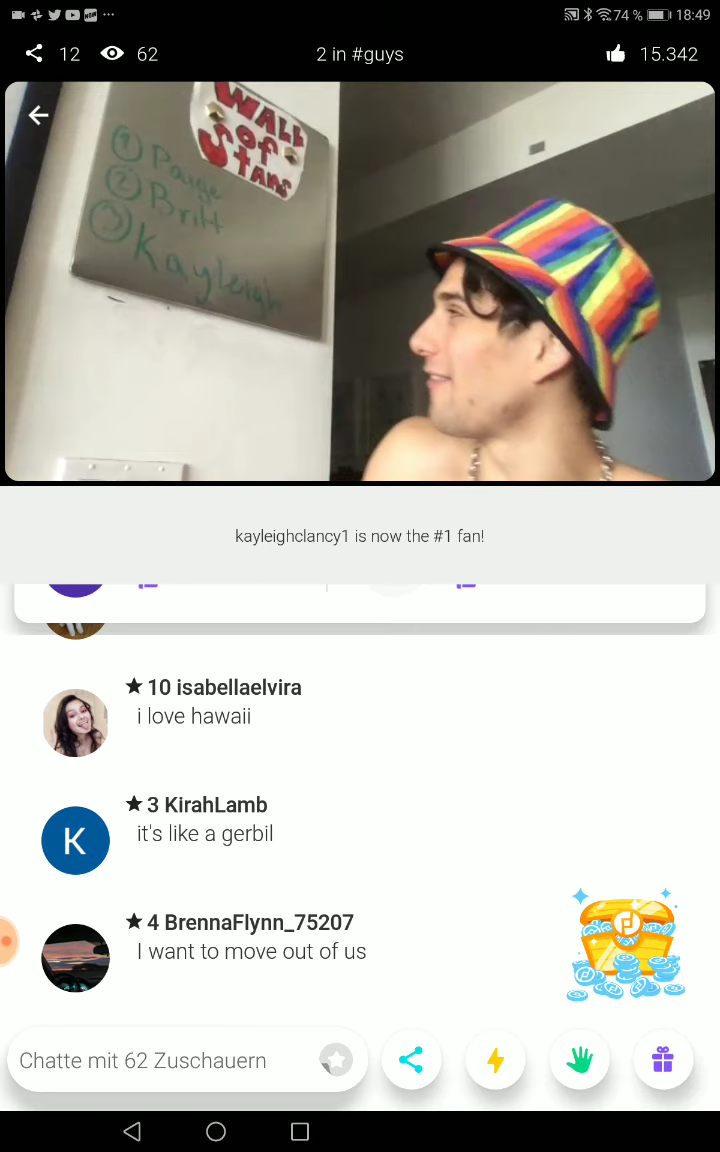 74 %
18:49
12
62
2 in #guys
15.342
WALL
OF
STANS
① Paige
② Britt
③ Kayleigh
kayleighclancy1 is now the #1 fan!
★ 10 isabellaelvira
i love hawaii
★ 3 KirahLamb
K
it's like a gerbil
★ 4 BrennaFlynn_75207
I want to move out of us
Chatte mit 62 Zuschauern